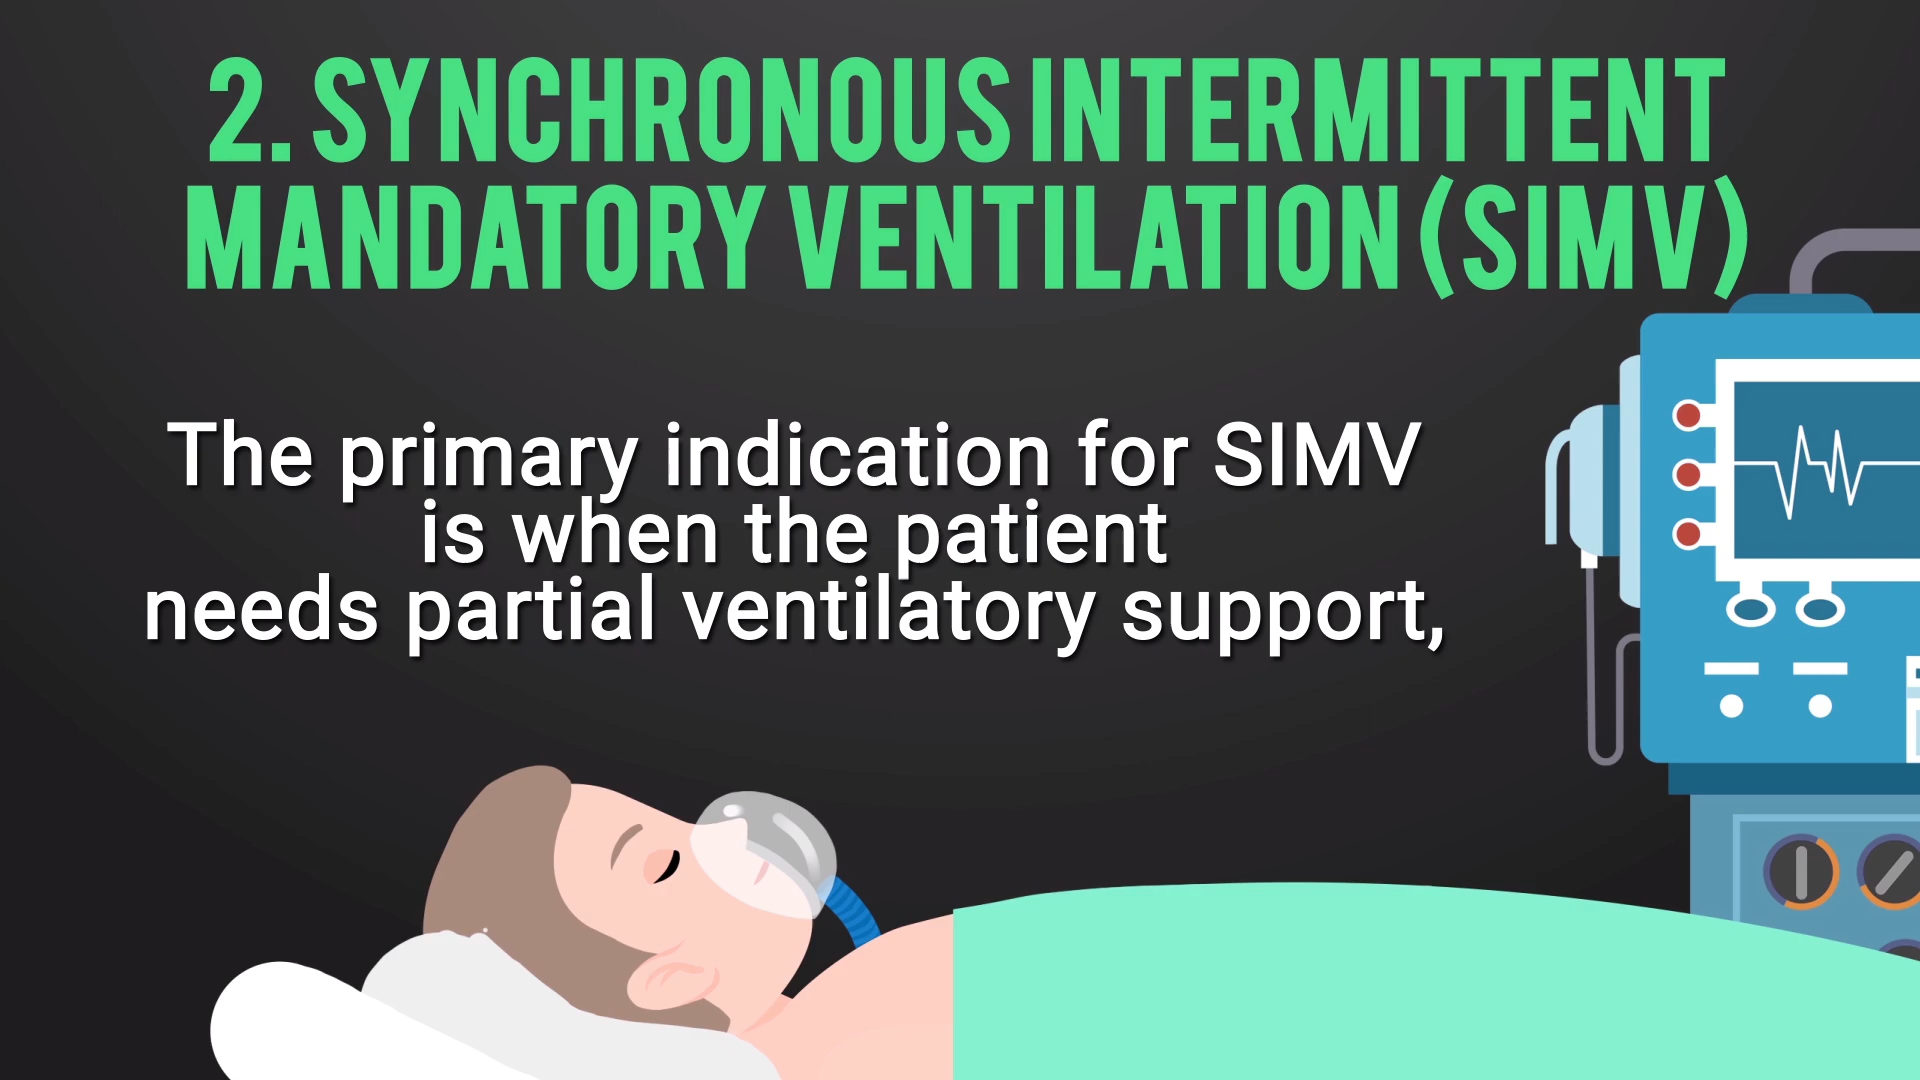 2. SYNCHRONOUS INTERMITTENT
MANDATORY VENTILATION (SIMV)
The primary indication for SIMV
is when the patient
needs partial ventilatory support,